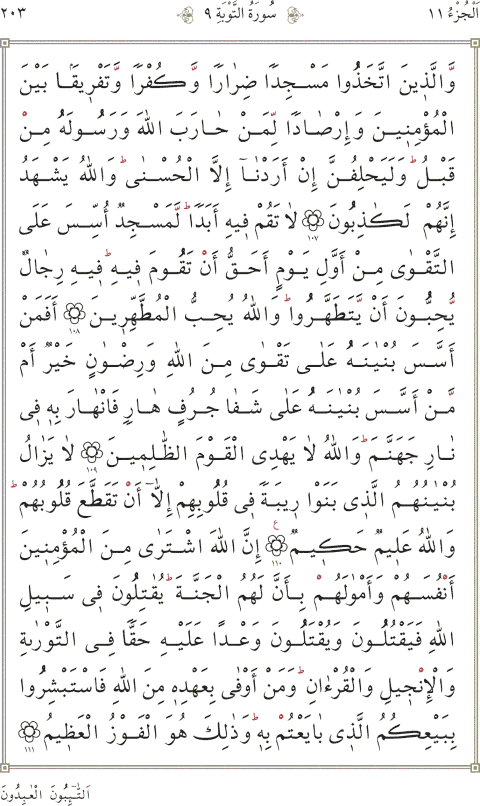 اَلْجُزْءُ ١١ سُورَةُ التَّوْبَةِ ٩ ٢٠٣
وَّالَّذِينَ اتَّخَذُوا مَسْجِدًا ضِرَارًا وَّكُفْرًا وَّتَفْرِيقًا بَيْنَ
الْمُؤْمِنِينَ وَإِرْصَادًا لِّمَنْ حَارَبَ اللهَ وَرَسُولَهُ مِنْ
قَبْلُ وَلَيَحْلِفُنَّ إِنْ أَرَدْنَآ إِلَّا الْحُسْنٰى وَاللهُ يَشْهَدُ
إِنَّهُمْ لَكٰذِبُونَ ١٠٧ لَا تَقُمْ فِيهِ أَبَدًا لَّمَسْجِدٌ أُسِّسَ عَلَى
التَّقْوٰى مِنْ أَوَّلِ يَوْمٍ أَحَقُّ أَنْ تَقُومَ فِيهِ فِيهِ رِجَالٌ
يُّحِبُّونَ أَنْ يَّتَطَهَّرُوا وَاللهُ يُحِبُّ الْمُطَّهِّرِينَ ١٠٨ أَفَمَنْ
أَسَّسَ بُنْيٰنَهُ عَلٰى تَقْوٰى مِنَ اللهِ وَرِضْوٰنٍ خَيْرٌ أَمْ
مَّنْ أَسَّسَ بُنْيٰنَهُ عَلٰى شَفَا جُرُفٍ هَارٍ فَانْهَارَ بِهِ فِي
نَارِ جَهَنَّمَ وَاللهُ لَا يَهْدِي الْقَوْمَ الظّٰلِمِينَ ١٠٩ لَا يَزَالُ
بُنْيٰنُهُمُ الَّذِي بَنَوْا رِيبَةً فِي قُلُوبِهِمْ إِلَّآ أَنْ تَقَطَّعَ قُلُوبُهُمْ
وَاللهُ عَلِيمٌ حَكِيمٌ ١١٠ ع إِنَّ اللهَ اشْتَرٰى مِنَ الْمُؤْمِنِينَ
أَنْفُسَهُمْ وَأَمْوٰلَهُمْ بِأَنَّ لَهُمُ الْجَنَّةَ يُقٰتِلُونَ فِي سَبِيلِ
اللهِ فَيَقْتُلُونَ وَيُقْتَلُونَ وَعْدًا عَلَيْهِ حَقًّا فِي التَّوْرٰىةِ
وَالْإِنْجِيلِ وَالْقُرْءَانِ وَمَنْ أَوْفٰى بِعَهْدِهِ مِنَ اللهِ فَاسْتَبْشِرُوا
بِبَيْعِكُمُ الَّذِي بَايَعْتُمْ بِهِ وَذٰلِكَ هُوَ الْفَوْزُ الْعَظِيمُ ١١١
اَلتّٰٓئِبُونَ الْعٰبِدُونَ